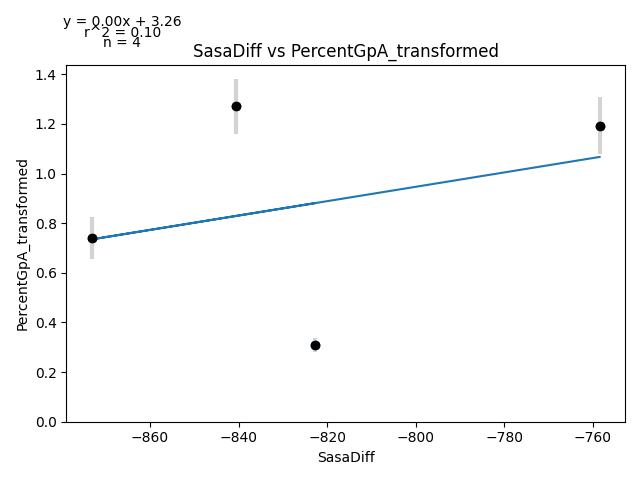 y = 0.00x + 3.26
r^2 = 0.10
n = 4
SasaDiff vs PercentGpA_transformed
PercentGpA_transformed
1.4
1.2
1.0
0.8
0.6
0.4
0.2
0.0
−860
−840
−820
−800
−780
−760
SasaDiff